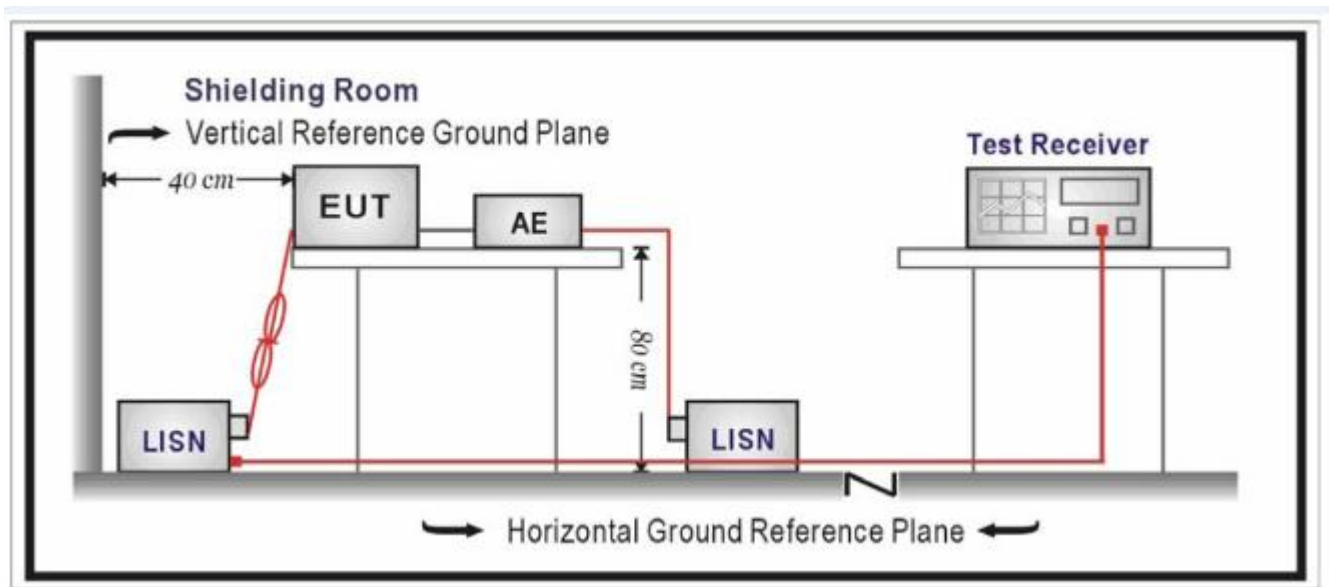 Shielding Room
Vertical Reference Ground Plane
Test Receiver
40 cm
EUT
AE
80 cm
LISN
LISN
Horizontal Ground Reference Plane